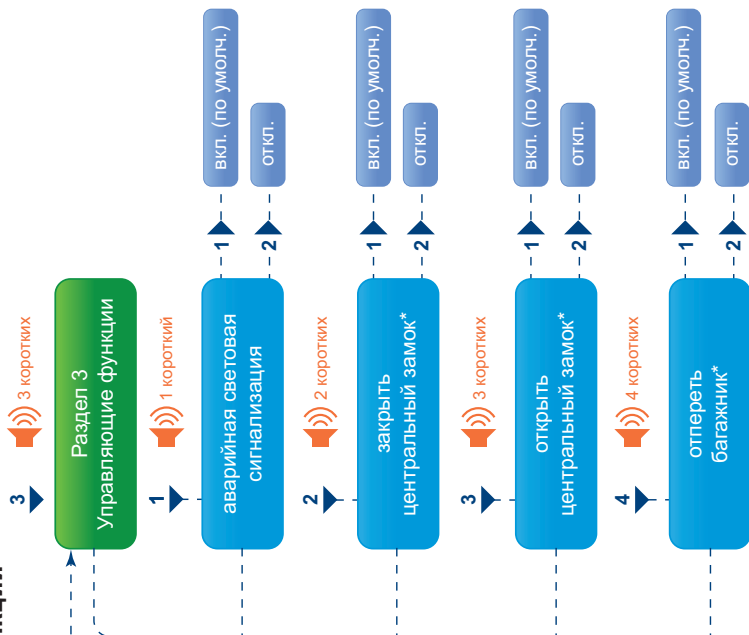 кции
3
3 коротких
Раздел 3
Управляющие функции
1
1 короткий
аварийная световая
сигнализация
1
вкл. (по умолч.)
2
откл.
2
2 коротких
закрыть
центральный замок*
1
вкл. (по умолч.)
2
откл.
3
3 коротких
открыть
центральный замок*
1
вкл. (по умолч.)
2
откл.
4
4 коротких
отпереть
багажник*
1
вкл. (по умолч.)
2
откл.